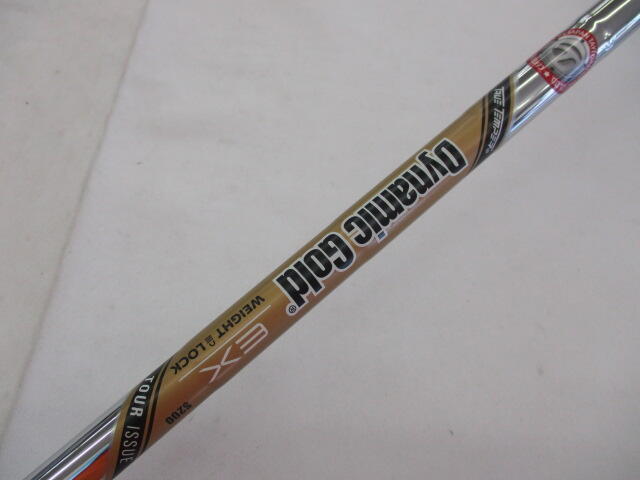 TRUE TEMPER®
Dynamic Gold®
WEIGHT LOCK
EX
S200
TOUR ISSUE